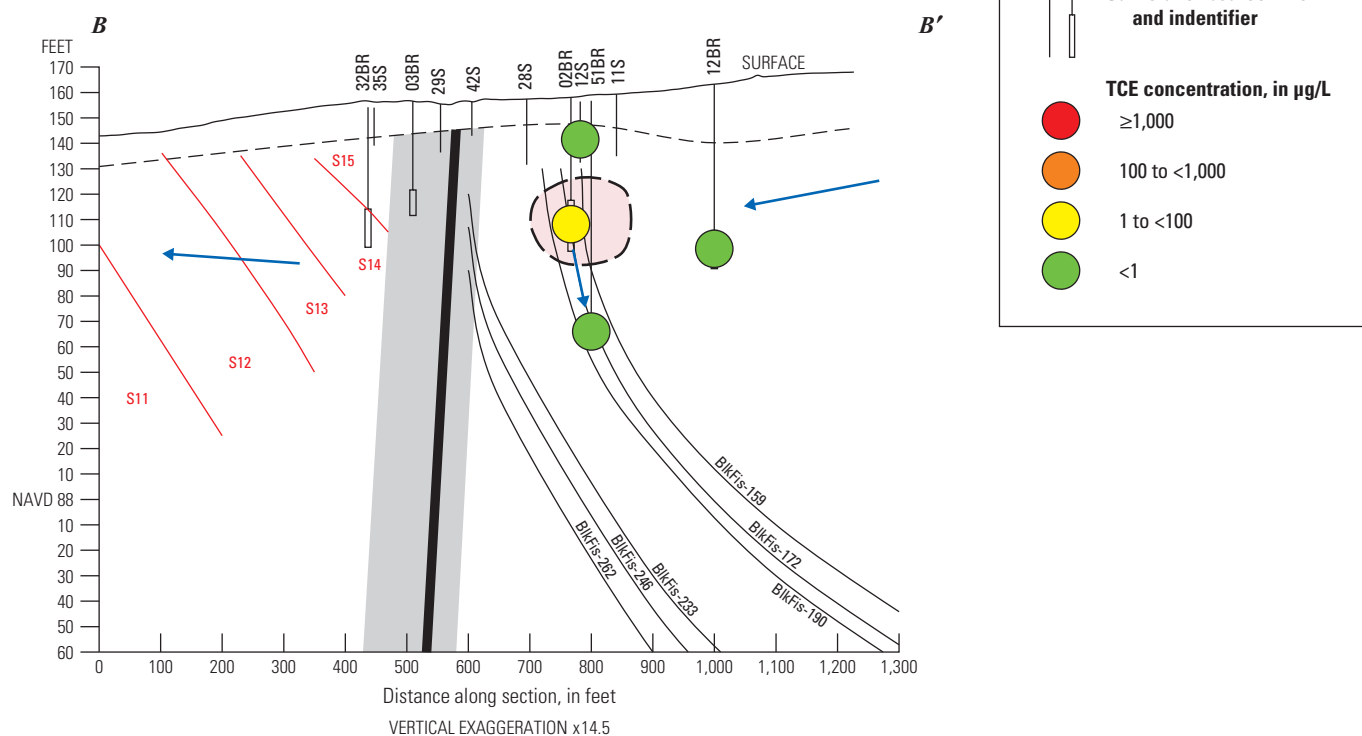 B
B′
FEET
170
160
150
140
130
120
110
100
90
80
70
60
50
40
30
20
10
NAVD 88
10
20
30
40
50
60
32BR
35S
03BR
29S
42S
28S
02BR
12S
51BR
11S
12BR
SURFACE
S15
S14
S13
S12
S11
BlkFis-159
BlkFis-172
BlkFis-190
BlkFis-233
BlkFis-246
BlkFis-262
0 100 200 300 400 500 600 700 800 900 1,000 1,100 1,200 1,300
Distance along section, in feet
VERTICAL EXAGGERATION x14.5
and indentifier
TCE concentration, in µg/L
≥1,000
100 to <1,000
1 to <100
<1